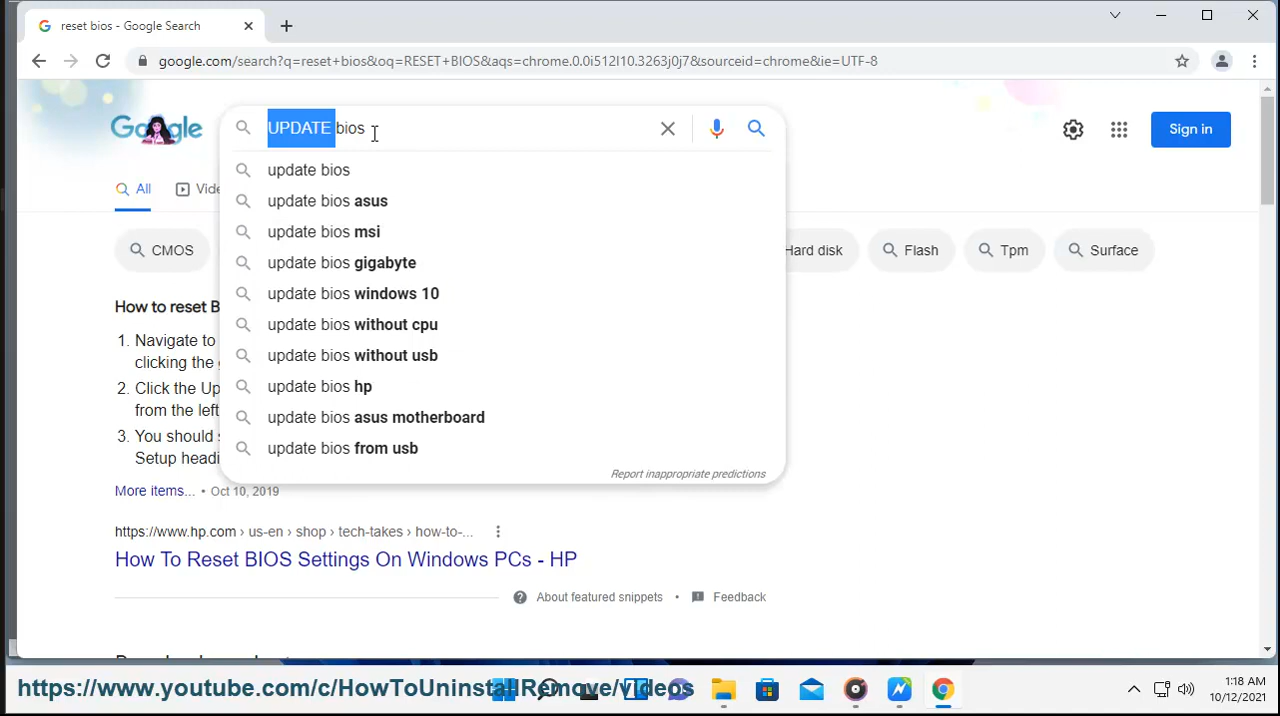 reset bios - Google Search
google.com/search?q=reset+bios&oq=RESET+BIOS&aqs=chrome.0.0i512l10.3263j0j7&sourceid=chrome&ie=UTF-8
Google
UPDATE bios
Sign in
update bios
update bios asus
update bios msi
update bios gigabyte
update bios windows 10
update bios without cpu
update bios without usb
update bios hp
update bios asus motherboard
update bios from usb
Report inappropriate predictions
All
Vide
CMOS
Hard disk
Flash
Tpm
Surface
How to reset B
1. Navigate to
clicking the
2. Click the Up
from the left
3. You should
Setup headi
More items... • Oct 10, 2019
https://www.hp.com › us-en › shop › tech-takes › how-to-...
How To Reset BIOS Settings On Windows PCs - HP
About featured snippets • Feedback
https://www.youtube.com/c/HowToUninstallRemove/videos
1:18 AM
10/12/2021